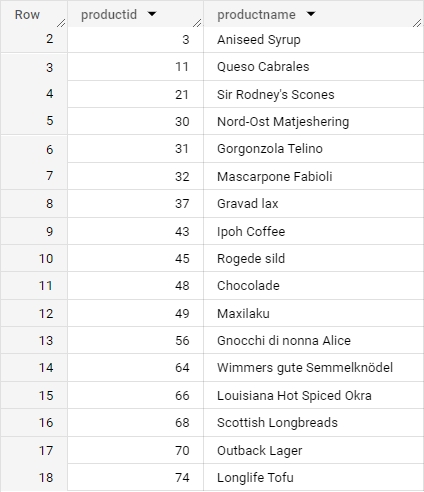 Row productid productname
2 3 Aniseed Syrup
3 11 Queso Cabrales
4 21 Sir Rodney's Scones
5 30 Nord-Ost Matjeshering
6 31 Gorgonzola Telino
7 32 Mascarpone Fabioli
8 37 Gravad lax
9 43 Ipoh Coffee
10 45 Rogede sild
11 48 Chocolade
12 49 Maxilaku
13 56 Gnocchi di nonna Alice
14 64 Wimmers gute Semmelknödel
15 66 Louisiana Hot Spiced Okra
16 68 Scottish Longbreads
17 70 Outback Lager
18 74 Longlife Tofu